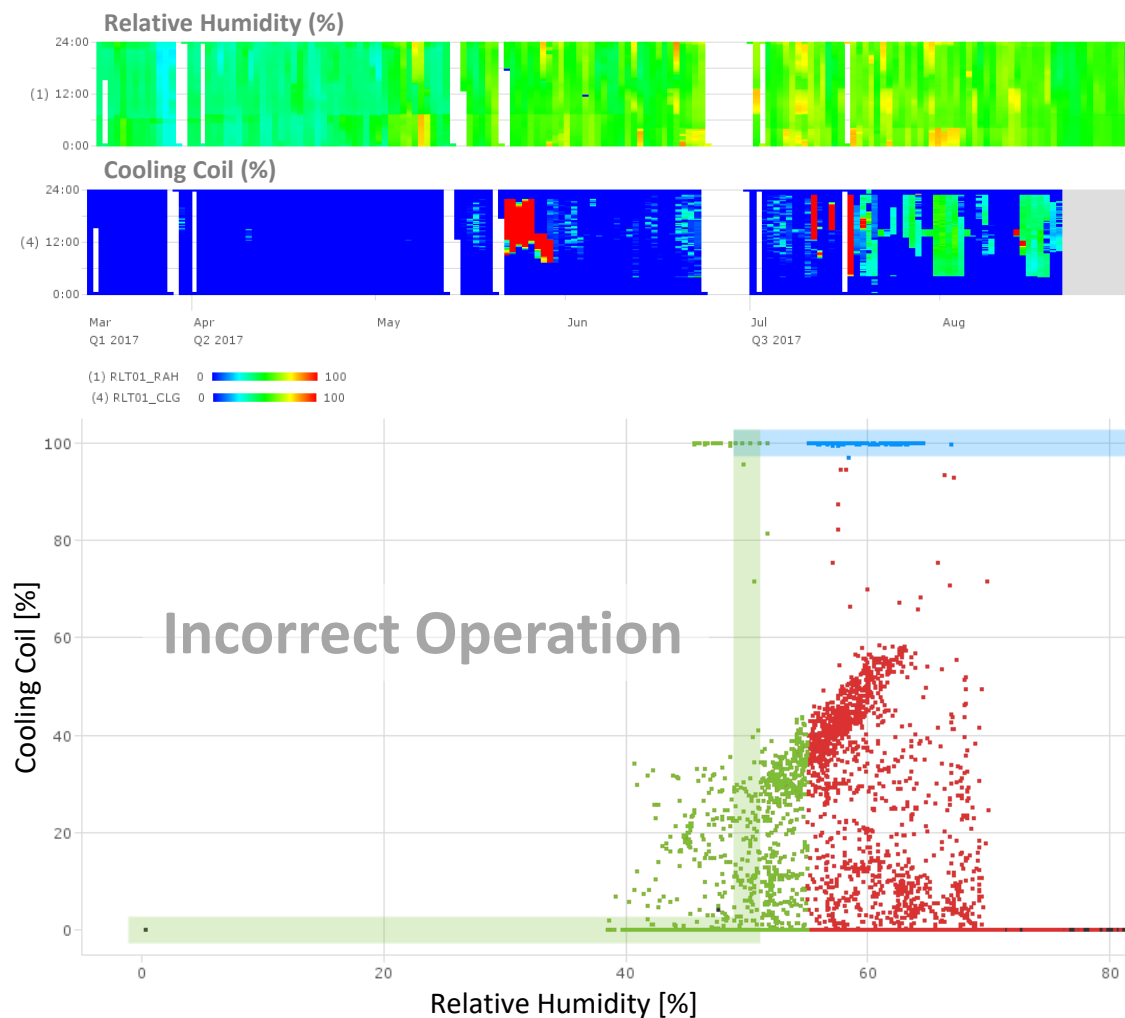 Relative Humidity (%)
24:00
(1) 12:00
0:00
Cooling Coil (%)
24:00
(4) 12:00
0:00
Mar Apr May Jun Jul Aug
Q1 2017 Q2 2017 Q3 2017
(1) RLT01_RAH 0 100
(4) RLT01_CLG 0 100
100
80
Incorrect Operation
60
40
20
0
Cooling Coil [%]
0 20 40 60 80
Relative Humidity [%]